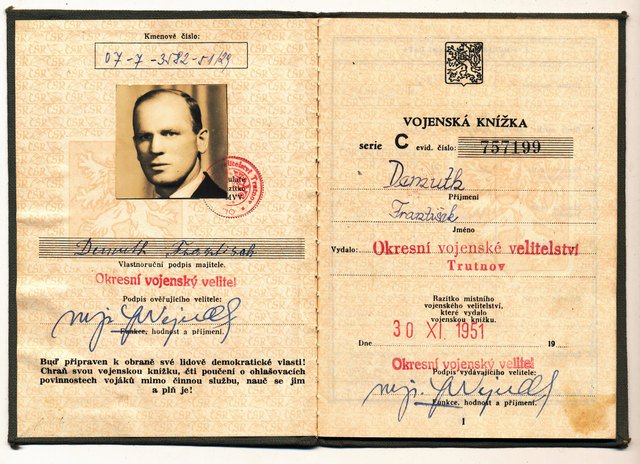 Kmenové číslo:
07-7-3582-51/29
Demuth František
Vlastnoruční podpis majitele.
Okresní vojenský velitel
Podpis ověřujícího velitele:
mjr.
Funkce, hodnost a příjmení.
Buď připraven k obraně své lidově demokratické vlasti!
Chraň svou vojenskou knížku, čti poučení o ohlašovacích
povinnostech vojáků mimo činnou službu, nauč se jim
a plň je!
VOJENSKÁ KNÍŽKA
serie C evid. číslo: 757199
Demuth
Příjmení
František
Jméno
Vydalo: Okresní vojenské velitelství
Trutnov
Razítko místního
vojenského velitelství,
které vydalo
vojenskou knížku.
30 XI. 1951
Dne 19
Okresní vojenský velitel
Podpis vydávajícího velitele:
mjr.
Funkce, hodnost a příjmení.
1